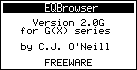 EQBrowser
Version 2.0G
for G(X) series
by C.J. O'Neill
FREEWARE